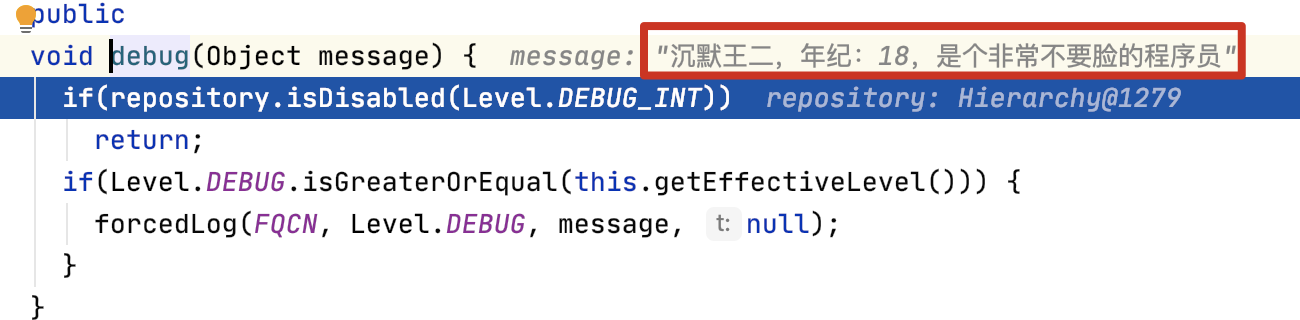 public
void debug(Object message) {  message: "沉默王二，年纪：18，是个非常不要脸的程序员"
if(repository.isDisabled(Level.DEBUG_INT))  repository: Hierarchy@1279
return;
if(Level.DEBUG.isGreaterOrEqual(this.getEffectiveLevel())) {
forcedLog(FQCN, Level.DEBUG, message, t: null);
}
}